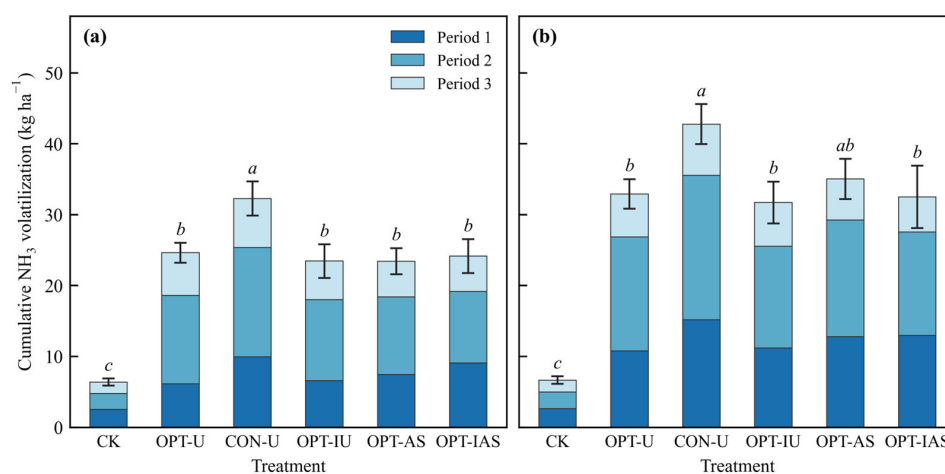 (a)
Period 1
Period 2
Period 3
Cumulative NH₃ volatilization (kg ha⁻¹)
50
40
30
20
10
0
c
b
a
b
b
b
CK OPT-U CON-U OPT-IU OPT-AS OPT-IAS
Treatment
(b)
c
b
a
b
ab
b
CK OPT-U CON-U OPT-IU OPT-AS OPT-IAS
Treatment